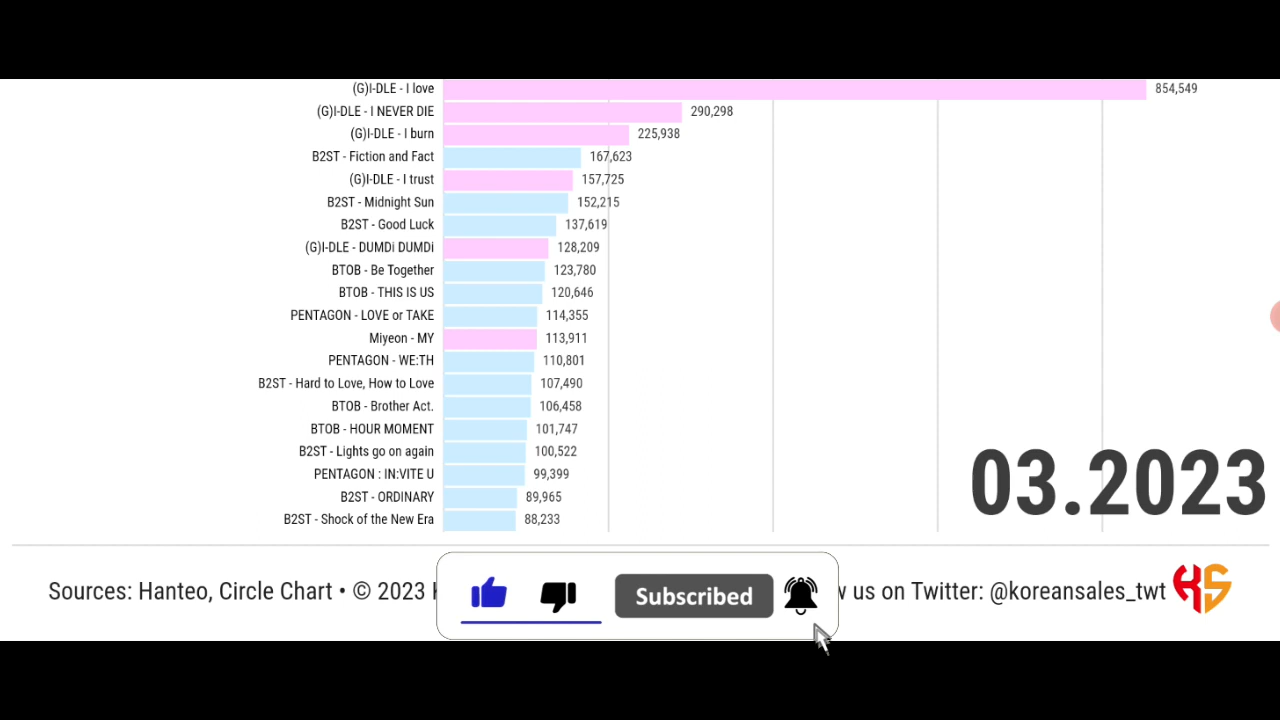 (G)I-DLE - I love 854,549
(G)I-DLE - I NEVER DIE 290,298
(G)I-DLE - I burn 225,938
B2ST - Fiction and Fact 167,623
(G)I-DLE - I trust 157,725
B2ST - Midnight Sun 152,215
B2ST - Good Luck 137,619
(G)I-DLE - DUMDi DUMDi 128,209
BTOB - Be Together 123,780
BTOB - THIS IS US 120,646
PENTAGON - LOVE or TAKE 114,355
Miyeon - MY 113,911
PENTAGON - WE:TH 110,801
B2ST - Hard to Love, How to Love 107,490
BTOB - Brother Act. 106,458
BTOB - HOUR MOMENT 101,747
B2ST - Lights go on again 100,522
PENTAGON : IN:VITE U 99,399
B2ST - ORDINARY 89,965
B2ST - Shock of the New Era 88,233
03.2023
Sources: Hanteo, Circle Chart • © 2023 Subscribed us on Twitter: @koreansales_twt KS